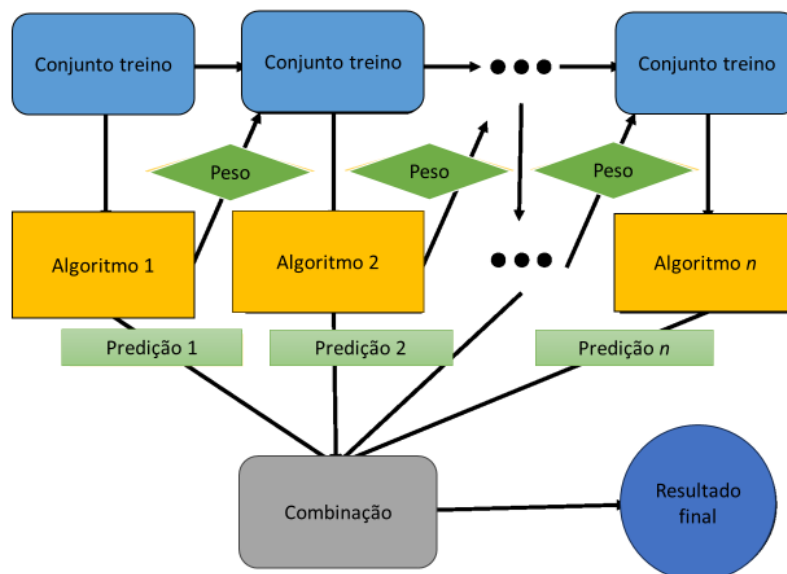 Conjunto treino
Conjunto treino
Conjunto treino
Peso
Peso
Peso
Algoritmo 1
Algoritmo 2
Algoritmo n
Predição 1
Predição 2
Predição n
Combinação
Resultado
final